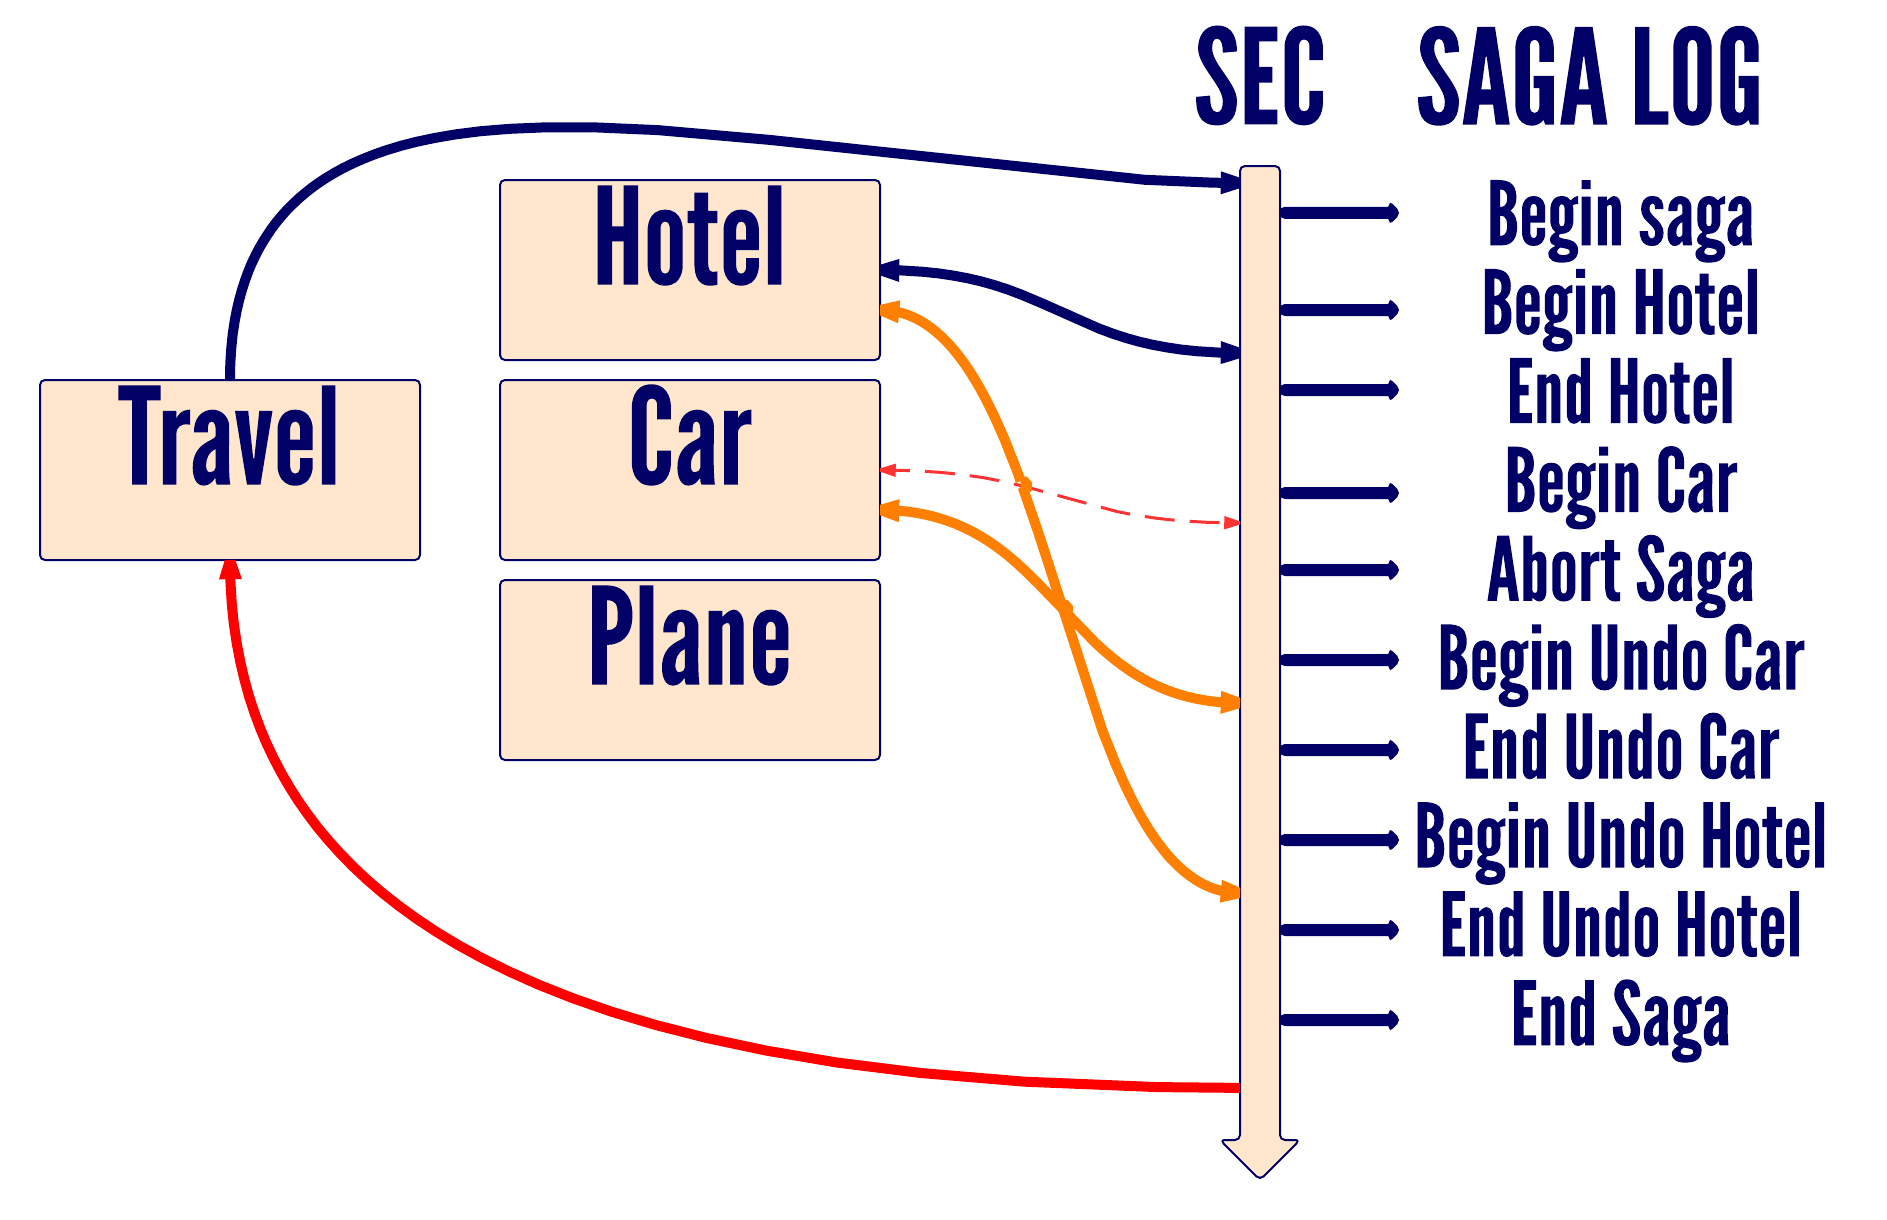 SEC SAGA LOG
Hotel
Car
Plane
Travel
Begin saga
Begin Hotel
End Hotel
Begin Car
Abort Saga
Begin Undo Car
End Undo Car
Begin Undo Hotel
End Undo Hotel
End Saga